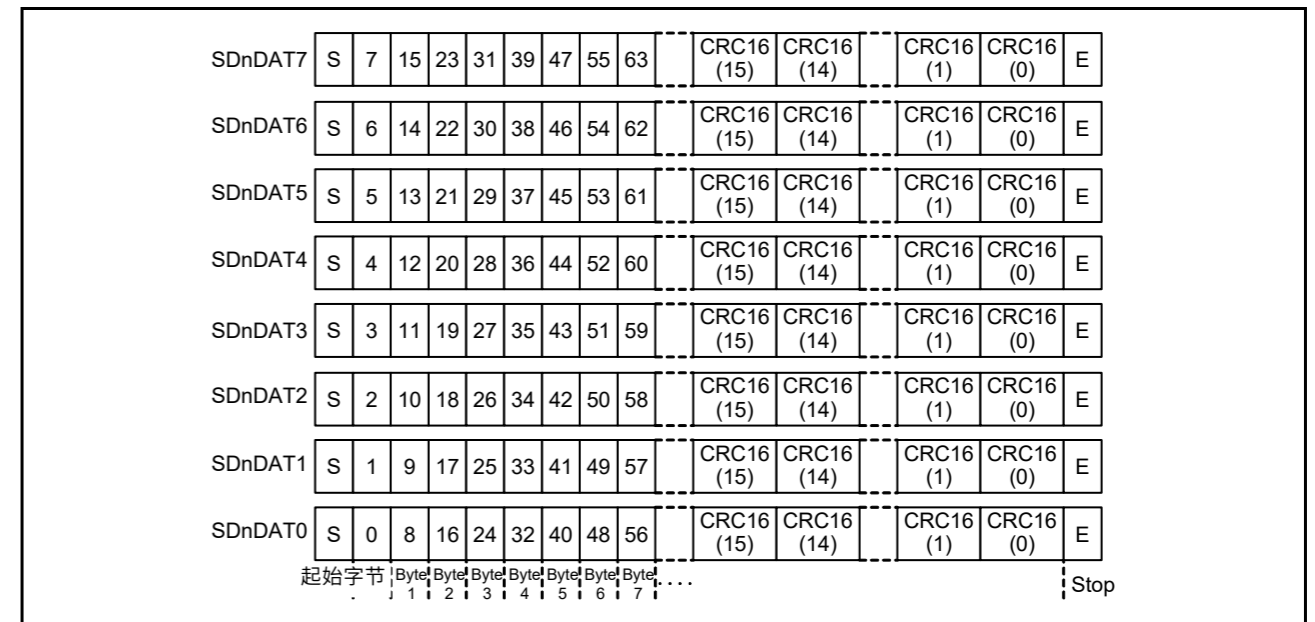 SDnDAT7 S 7 15 23 31 39 47 55 63 CRC16 (15) CRC16 (14) CRC16 (1) CRC16 (0) E
SDnDAT6 S 6 14 22 30 38 46 54 62 CRC16 (15) CRC16 (14) CRC16 (1) CRC16 (0) E
SDnDAT5 S 5 13 21 29 37 45 53 61 CRC16 (15) CRC16 (14) CRC16 (1) CRC16 (0) E
SDnDAT4 S 4 12 20 28 36 44 52 60 CRC16 (15) CRC16 (14) CRC16 (1) CRC16 (0) E
SDnDAT3 S 3 11 19 27 35 43 51 59 CRC16 (15) CRC16 (14) CRC16 (1) CRC16 (0) E
SDnDAT2 S 2 10 18 26 34 42 50 58 CRC16 (15) CRC16 (14) CRC16 (1) CRC16 (0) E
SDnDAT1 S 1 9 17 25 33 41 49 57 CRC16 (15) CRC16 (14) CRC16 (1) CRC16 (0) E
SDnDAT0 S 0 8 16 24 32 40 48 56 CRC16 (15) CRC16 (14) CRC16 (1) CRC16 (0) E
起始字节 Byte 1 Byte 2 Byte 3 Byte 4 Byte 5 Byte 6 Byte 7 .... Stop